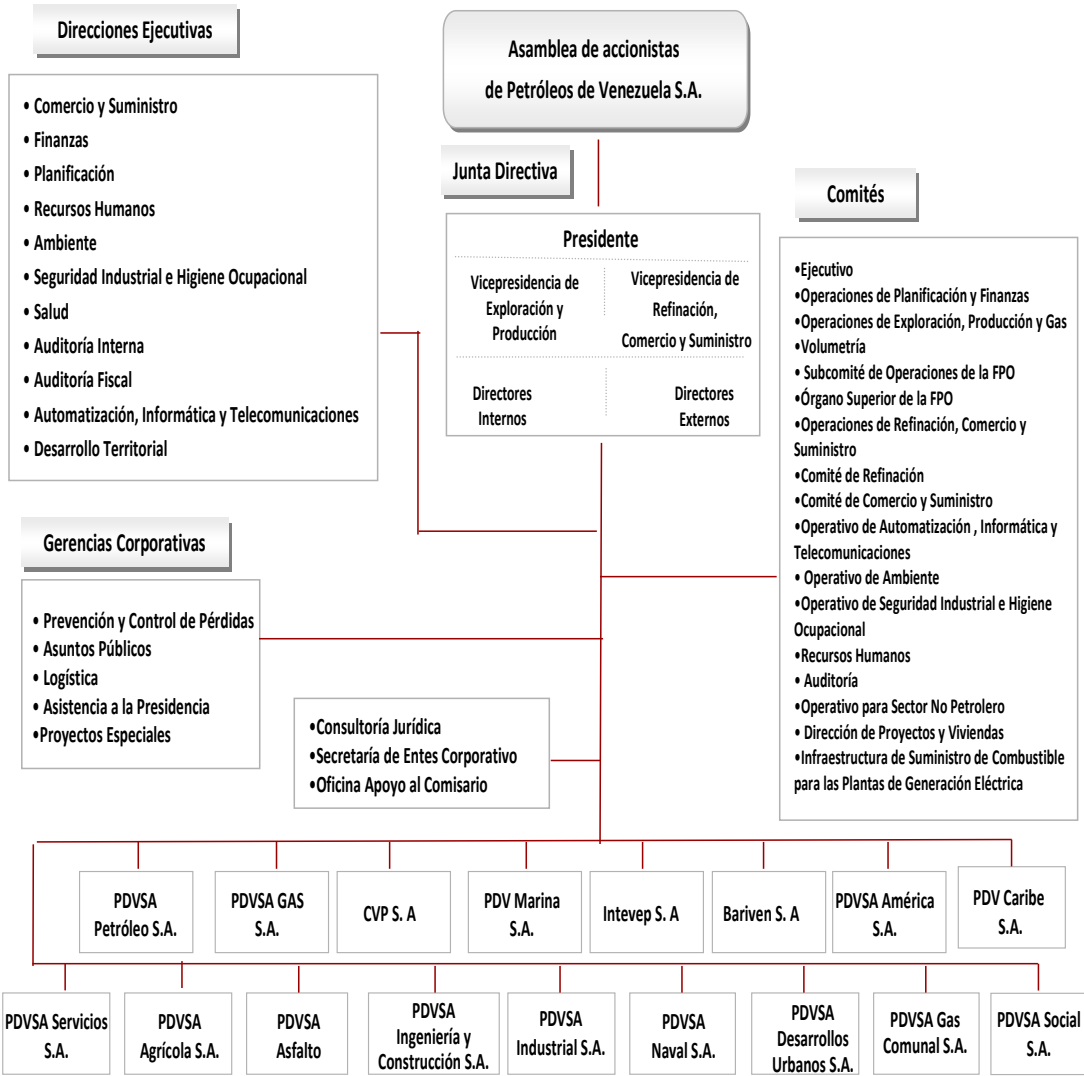 Direcciones Ejecutivas
• Comercio y Suministro
• Finanzas
• Planificación
• Recursos Humanos
• Ambiente
• Seguridad Industrial e Higiene Ocupacional
• Salud
• Auditoría Interna
• Auditoría Fiscal
• Automatización, Informática y Telecomunicaciones
• Desarrollo Territorial
Asamblea de accionistas
de Petróleos de Venezuela S.A.
Junta Directiva
Presidente
Vicepresidencia de
Exploración y
Producción
Vicepresidencia de
Refinación,
Comercio y Suministro
Directores
Internos
Directores
Externos
Comités
•Ejecutivo
•Operaciones de Planificación y Finanzas
•Operaciones de Exploración, Producción y Gas
•Volumetría
• Subcomité de Operaciones de la FPO
•Órgano Superior de la FPO
•Operaciones de Refinación, Comercio y
Suministro
•Comité de Refinación
•Comité de Comercio y Suministro
•Operativo de Automatización , Informática y
Telecomunicaciones
• Operativo de Ambiente
•Operativo de Seguridad Industrial e Higiene
Ocupacional
•Recursos Humanos
• Auditoría
•Operativo para Sector No Petrolero
• Dirección de Proyectos y Viviendas
•Infraestructura de Suministro de Combustible
para las Plantas de Generación Eléctrica
Gerencias Corporativas
• Prevención y Control de Pérdidas
• Asuntos Públicos
• Logística
• Asistencia a la Presidencia
•Proyectos Especiales
•Consultoría Jurídica
•Secretaría de Entes Corporativo
•Oficina Apoyo al Comisario
PDVSA
Petróleo S.A.
PDVSA GAS
S.A.
CVP S. A
PDV Marina
S.A.
Intevep S. A
Bariven S. A
PDVSA América
S.A.
PDV Caribe
S.A.
PDVSA Servicios
S.A.
PDVSA
Agrícola S.A.
PDVSA
Asfalto
PDVSA
Ingeniería y
Construcción S.A.
PDVSA
Industrial S.A.
PDVSA
Naval S.A.
PDVSA
Desarrollos
Urbanos S.A.
PDVSA Gas
Comunal S.A.
PDVSA Social
S.A.